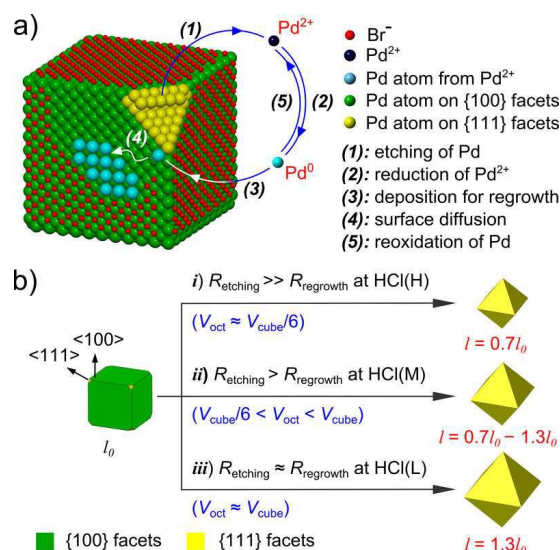 a)
(1)
Pd2+
(5)
(2)
(4)
(3)
Pd0
Br-
Pd2+
Pd atom from Pd2+
Pd atom on {100} facets
Pd atom on {111} facets
(1): etching of Pd
(2): reduction of Pd2+
(3): deposition for regrowth
(4): surface diffusion
(5): reoxidation of Pd
b)
<100>
<111>
l0
i) Retching >> Rregrowth at HCl(H)
(Voct ≈ Vcube/6)
l = 0.7l0
ii) Retching > Rregrowth at HCl(M)
(Vcube/6 < Voct < Vcube)
l = 0.7l0 – 1.3l0
iii) Retching ≈ Rregrowth at HCl(L)
(Voct ≈ Vcube)
l = 1.3l0
{100} facets
{111} facets